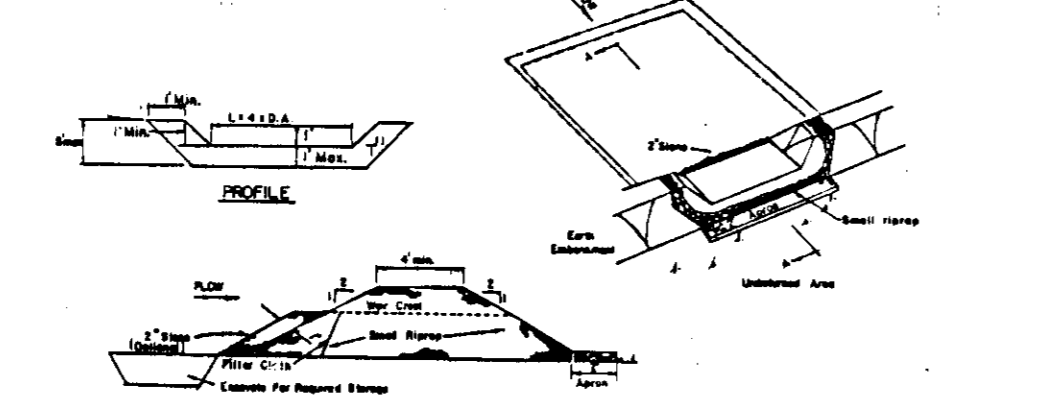 1' Min.
L = 4 x D.A.
1' Min.
1'
1' Max.
PROFILE
A
2" Stone
Apron
Small riprap
Earth
Embankment
Undisturbed Area
4' min.
2
2
1
1
FLOW
Weir Crest
2" Stone
(Optional)
Small Riprap
Filter Cloth
Excavate For Required Storage
Apron